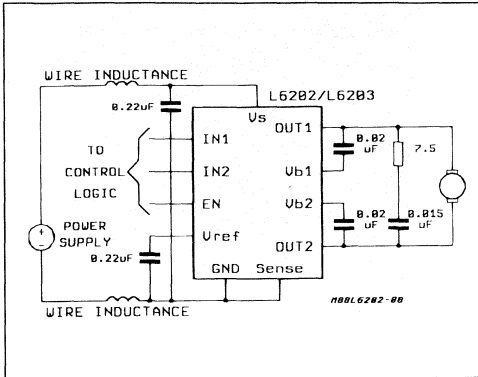 WIRE INDUCTANCE
L6202/L6203
0.22uF
Vs
OUT1
IN1
0.02
uF
7.5
TO
CONTROL
LOGIC
IN2
Vb1
EN
Vb2
POWER
SUPPLY
+
-
Vref
0.02
uF
0.015
uF
0.22uF
OUT2
GND Sense
M88L6202-08
WIRE INDUCTANCE